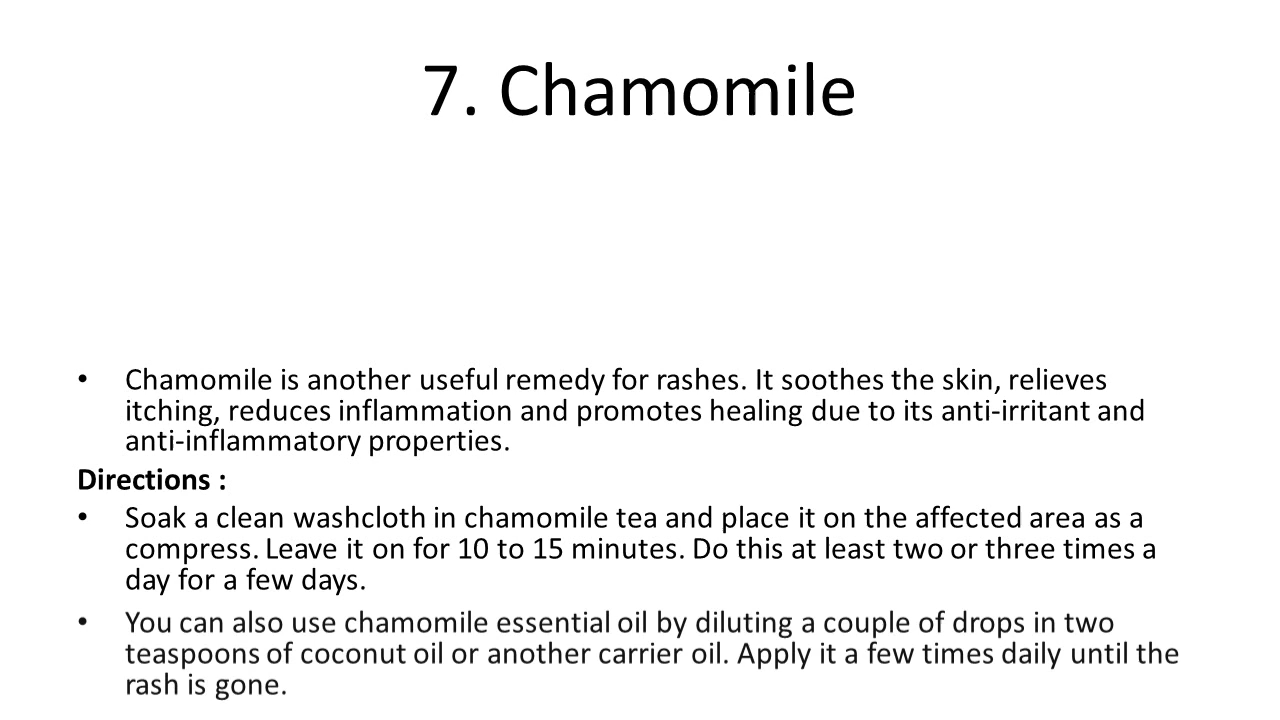 7. Chamomile
• Chamomile is another useful remedy for rashes. It soothes the skin, relieves
itching, reduces inflammation and promotes healing due to its anti-irritant and
anti-inflammatory properties.
Directions :
• Soak a clean washcloth in chamomile tea and place it on the affected area as a
compress. Leave it on for 10 to 15 minutes. Do this at least two or three times a
day for a few days.
• You can also use chamomile essential oil by diluting a couple of drops in two
teaspoons of coconut oil or another carrier oil. Apply it a few times daily until the
rash is gone.